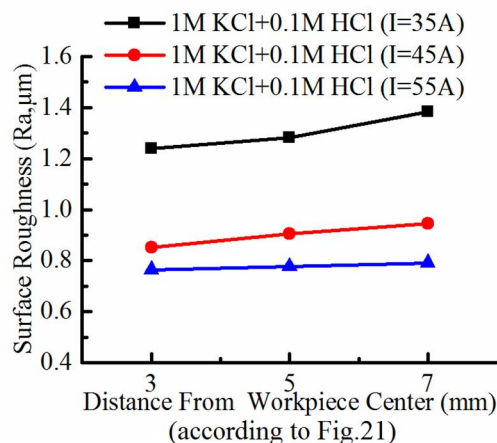 1M KCl+0.1M HCl (I=35A)
1M KCl+0.1M HCl (I=45A)
1M KCl+0.1M HCl (I=55A)
Surface Roughness (Ra,μm)
1.6
1.4
1.2
1.0
0.8
0.6
0.4
3 5 7
Distance From Workpiece Center (mm)
(according to Fig.21)